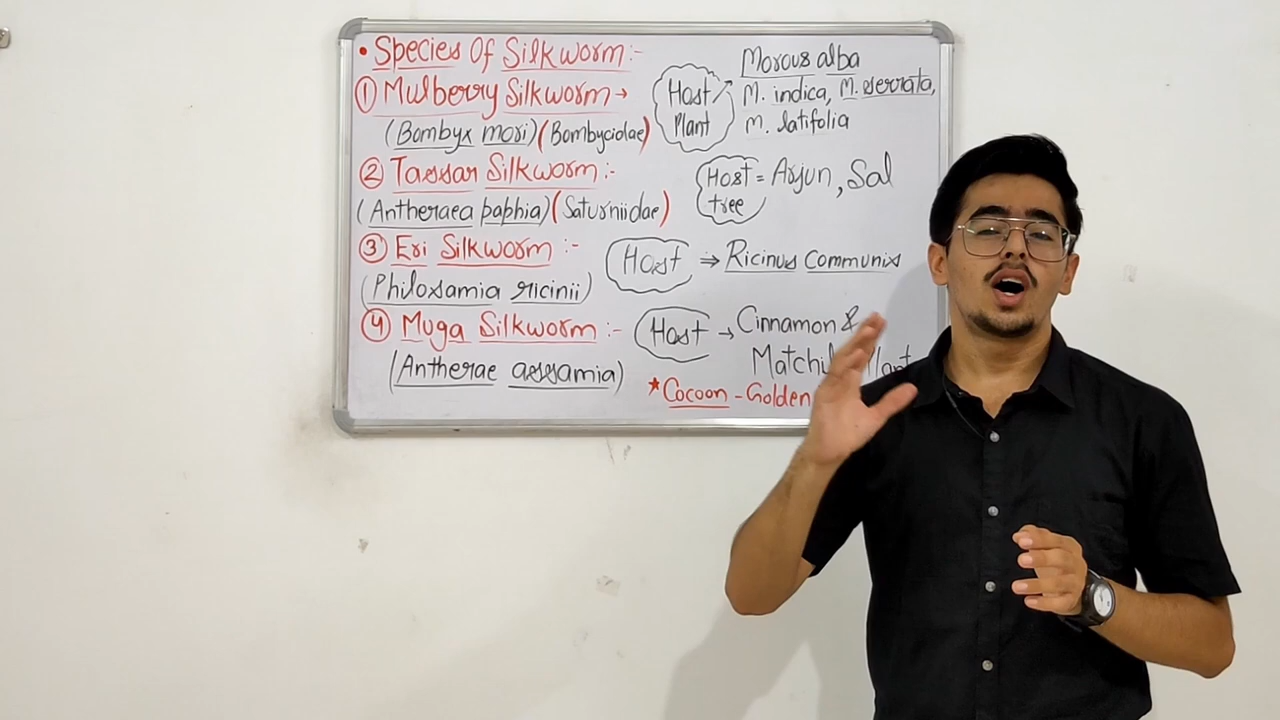 • Species Of Silkworm :-
① Mulberry Silkworm →
(Bombyx mori) (Bombycidae)
Host Plant
Morous alba
M. indica, M. serrata,
M. latifolia
② Tassar Silkworm :-
(Antheraea paphia) (Saturniidae)
Host = Arjun, Sal
tree
③ Eri Silkworm :-
(Philosamia ricinii)
Host ⇒ Ricinus Communis
④ Muga Silkworm :-
(Antherae assamia)
Host → Cinnamon &
Plant
★ Cocoon - Golden